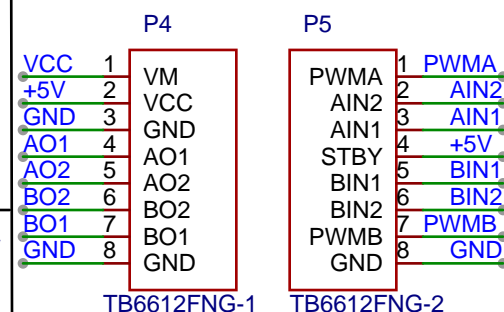 P4
P5
VCC 1 VM
+5V 2 VCC
GND 3 GND
AO1 4 AO1
AO2 5 AO2
BO2 6 BO2
BO1 7 BO1
GND 8 GND
TB6612FNG-1
PWMA 1 PWMA
AIN2 2 AIN2
AIN1 3 AIN1
STBY 4 +5V
BIN1 5 BIN1
BIN2 6 BIN2
PWMB 7 PWMB
GND 8 GND
TB6612FNG-2